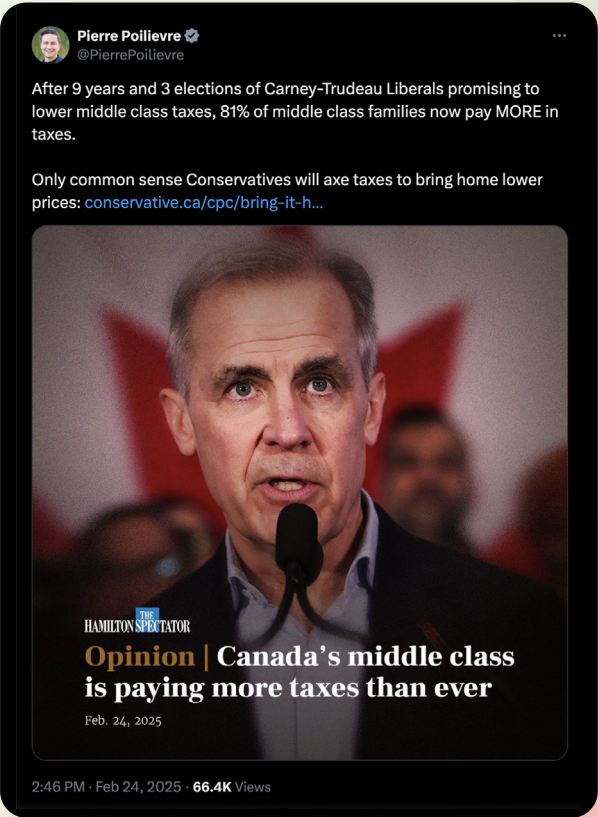 Pierre Poilievre
@PierrePoilievre
After 9 years and 3 elections of Carney-Trudeau Liberals promising to
lower middle class taxes, 81% of middle class families now pay MORE in
taxes.
Only common sense Conservatives will axe taxes to bring home lower
prices: conservative.ca/cpc/bring-it-h...
THE
HAMILTON SPECTATOR
Opinion | Canada's middle class
is paying more taxes than ever
Feb. 24, 2025
2:46 PM · Feb 24, 2025 · 66.4K Views